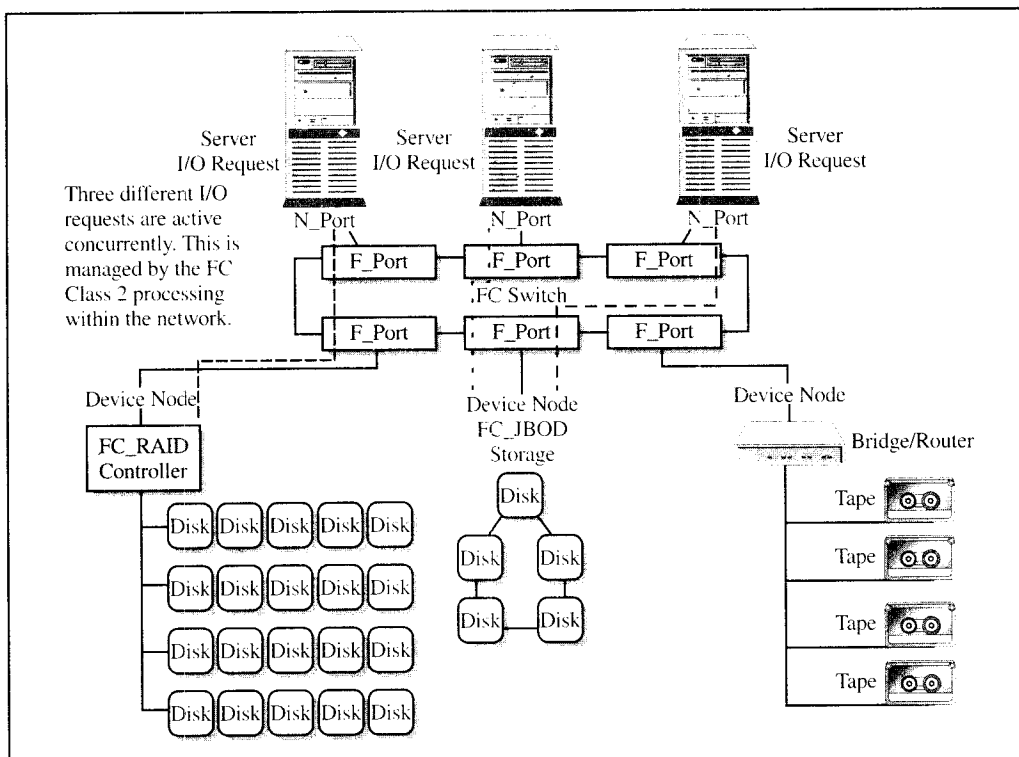 Server
I/O Request
Server
I/O Request
Server
I/O Request
Three different I/O
requests are active
concurrently. This is
managed by the FC
Class 2 processing
within the network.
N_Port
N_Port
N_Port
F_Port
F_Port
F_Port
FC Switch
F_Port
F_Port
F_Port
Device Node
FC_RAID
Controller
Device Node
FC_JBOD
Storage
Device Node
Bridge/Router
Disk
Disk
Disk
Disk
Disk
Disk Disk Disk Disk Disk
Disk Disk Disk Disk Disk
Disk Disk Disk Disk Disk
Disk Disk Disk Disk Disk
Tape
Tape
Tape
Tape